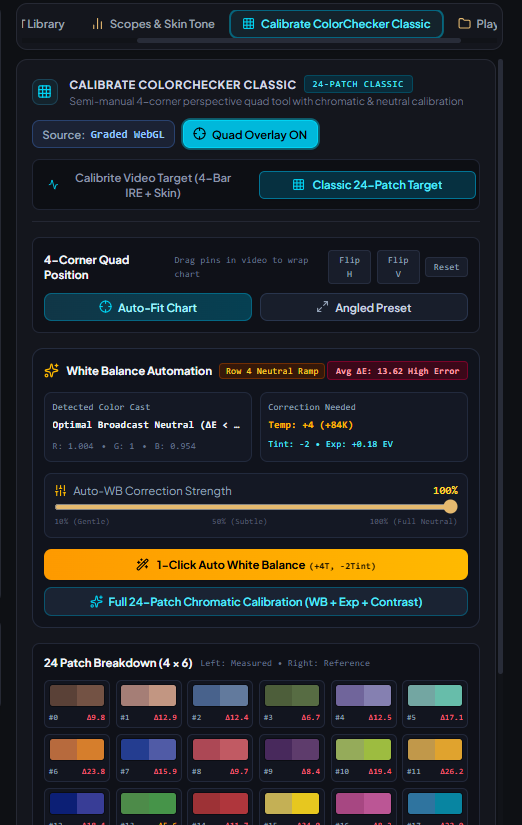 Library
Scopes & Skin Tone
Calibrate ColorChecker Classic
Play
CALIBRATE COLORCHECKER CLASSIC
24-PATCH CLASSIC
Semi-manual 4-corner perspective quad tool with chromatic & neutral calibration
Source: Graded WebGL
Quad Overlay ON
Calibrite Video Target (4-Bar
IRE + Skin)
Classic 24-Patch Target
4-Corner Quad
Position
Drag pins in video to wrap
chart
Flip
H
Flip
V
Reset
Auto-Fit Chart
Angled Preset
White Balance Automation
Row 4 Neutral Ramp
Avg ΔE: 13.62 High Error
Detected Color Cast
Optimal Broadcast Neutral (ΔE < …
R: 1.004 • G: 1 • B: 0.954
Correction Needed
Temp: +4 (+84K)
Tint: -2 • Exp: +0.18 EV
Auto-WB Correction Strength
100%
10% (Gentle)
50% (Subtle)
100% (Full Neutral)
1-Click Auto White Balance (+4T, -2Tint)
Full 24-Patch Chromatic Calibration (WB + Exp + Contrast)
24 Patch Breakdown (4 × 6)
Left: Measured • Right: Reference
#0 Δ9.8
#1 Δ12.9
#2 Δ12.4
#3 Δ6.7
#4 Δ12.5
#5 Δ17.1
#6 Δ23.8
#7 Δ15.9
#8 Δ9.7
#9 Δ8.4
#10 Δ19.4
#11 Δ26.2